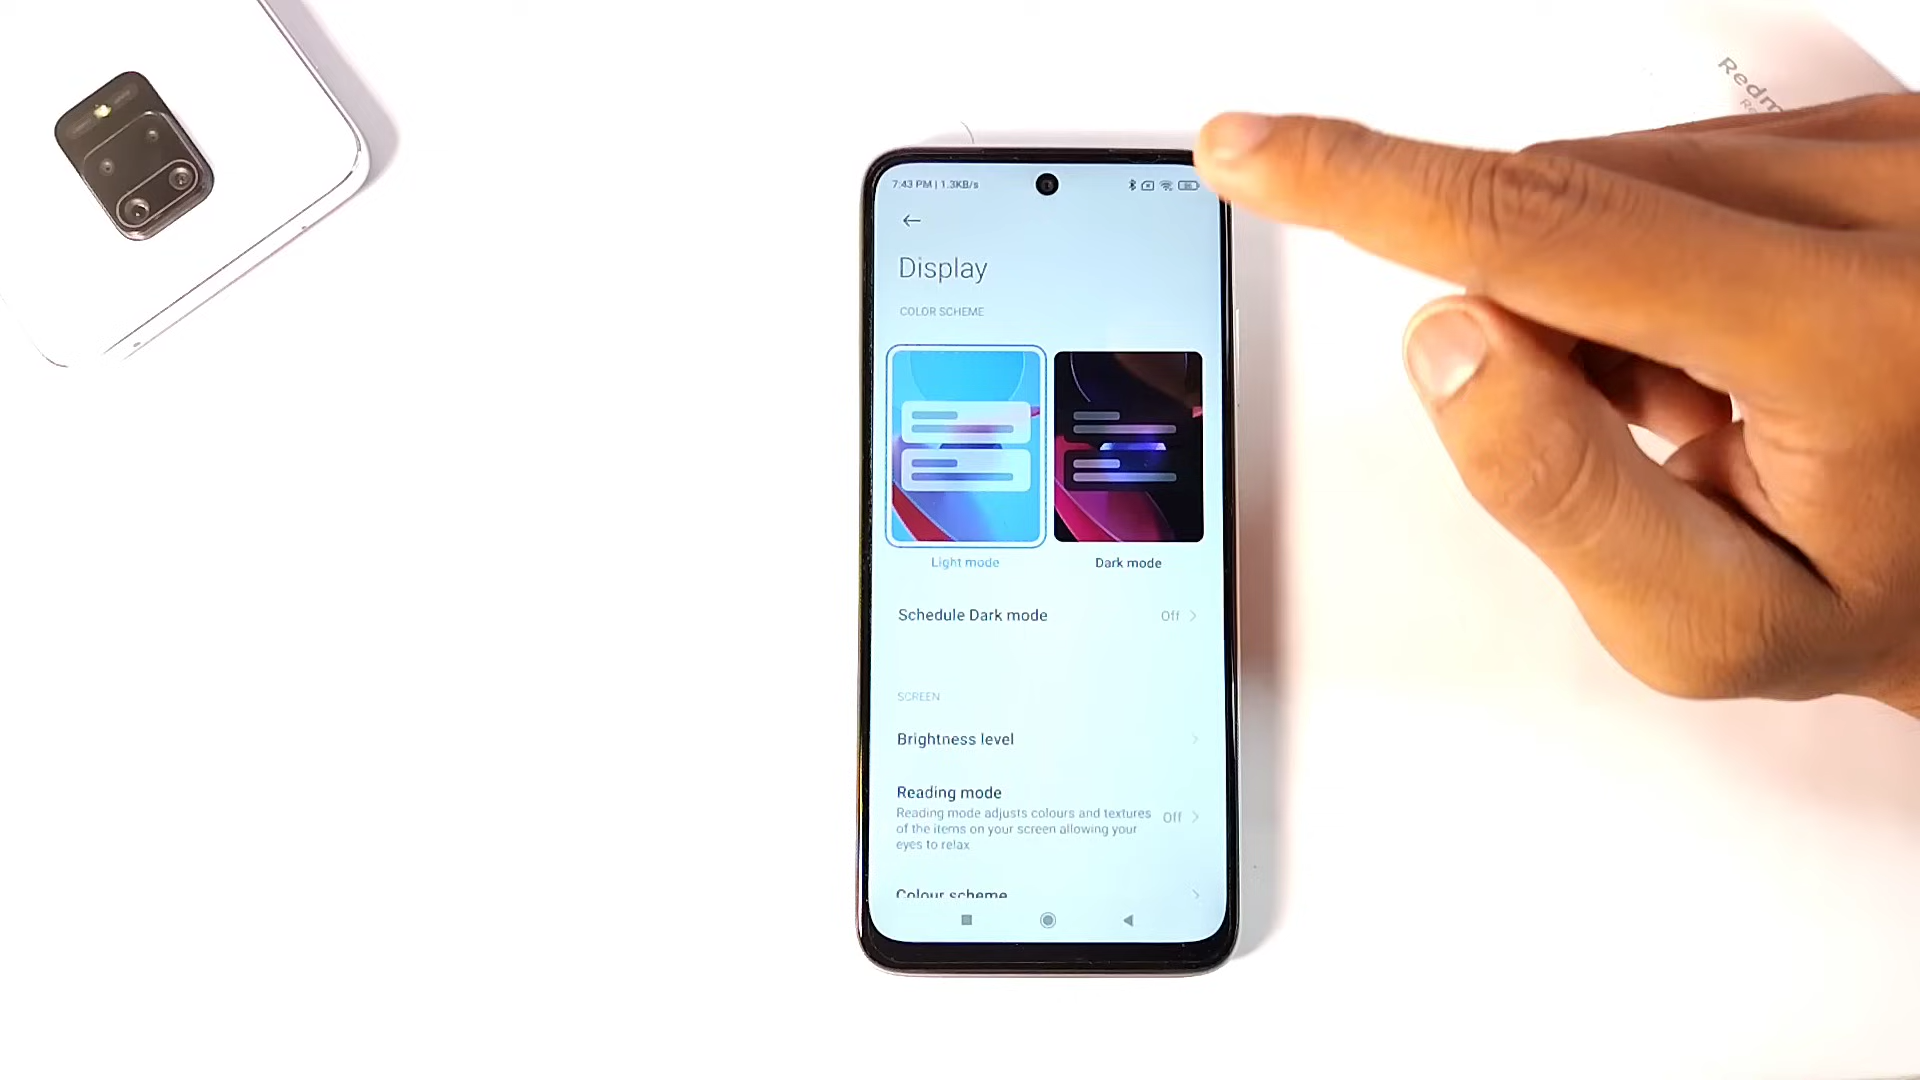 Redm
7:43 PM | 1.3KB/s
Display
COLOR SCHEME
Light mode
Dark mode
Schedule Dark mode
Off
SCREEN
Brightness level
Reading mode
Reading mode adjusts colours and textures
of the items on your screen allowing your
eyes to relax
Off
Colour scheme